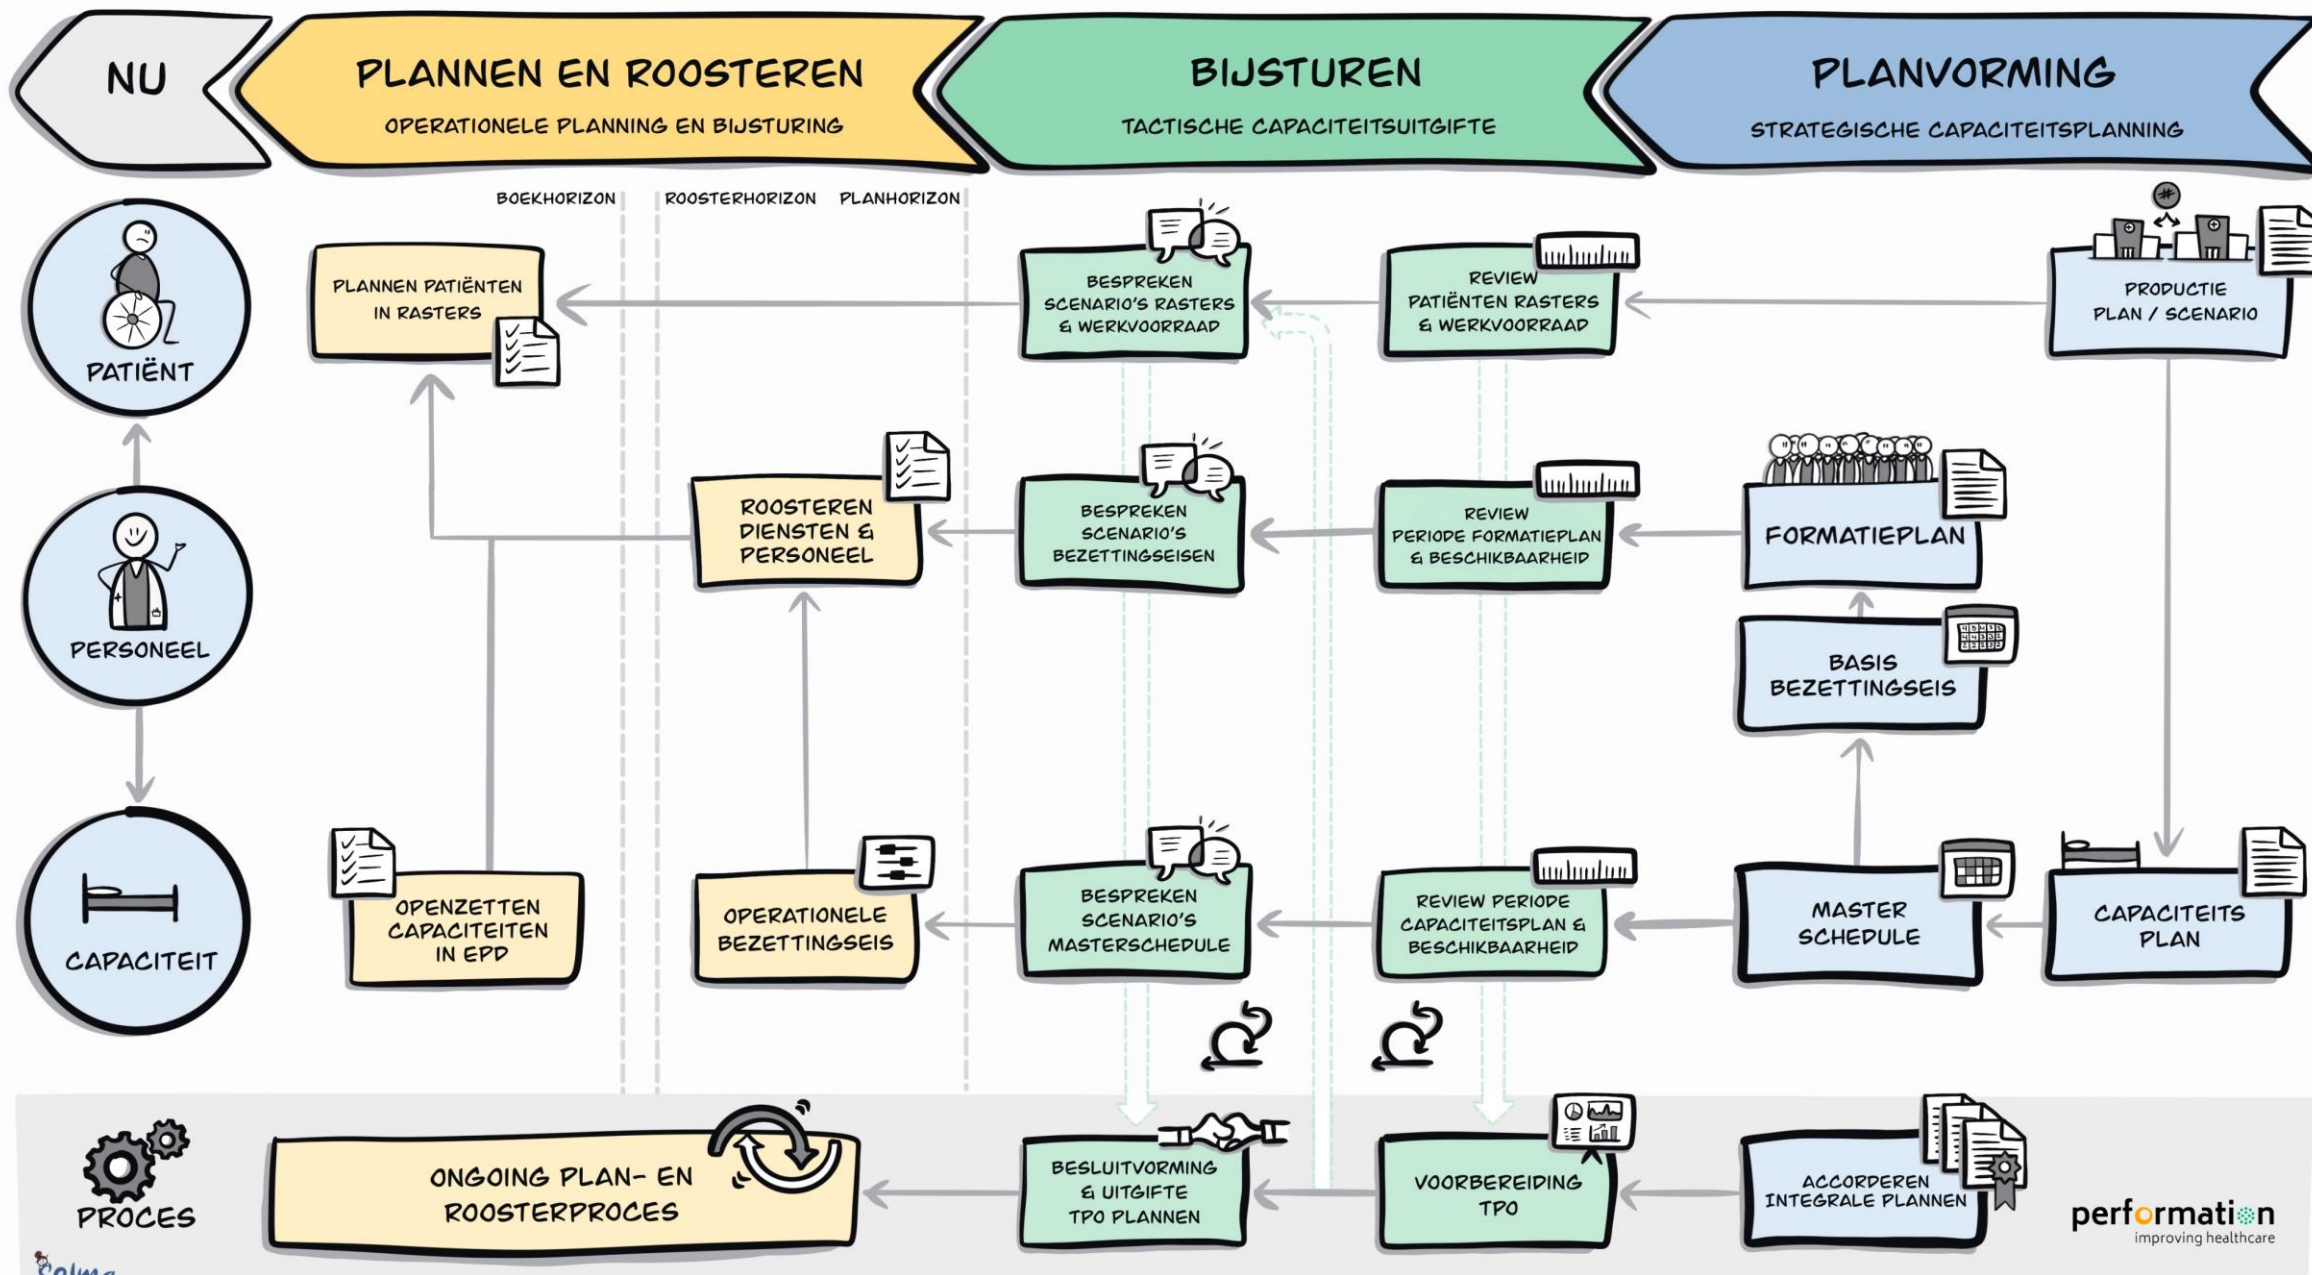 NU
PLANNEN EN ROOSTEREN
OPERATIONELE PLANNING EN BIJSTURING
BIJSTUREN
TACTISCHE CAPACITEITSUITGIFTE
PLANVORMING
STRATEGISCHE CAPACITEITSPLANNING
BOEKHORIZON
ROOSTERHORIZON
PLANHORIZON
PATIËNT
PLANNEN PATIËNTEN
IN RASTERS
BESPREKEN
SCENARIO'S RASTERS
& WERKVOORRAAD
REVIEW
PATIËNTEN RASTERS
& WERKVOORRAAD
#
PRODUCTIE
PLAN / SCENARIO
PERSONEEL
ROOSTEREN
DIENSTEN &
PERSONEEL
BESPREKEN
SCENARIO'S
BEZETTINGSEISEN
REVIEW
PERIODE FORMATIEPLAN
& BESCHIKBAARHEID
FORMATIEPLAN
BASIS
BEZETTINGSEIS
CAPACITEIT
OPENZETTEN
CAPACITEITEN
IN EPD
OPERATIONELE
BEZETTINGSEIS
BESPREKEN
SCENARIO'S
MASTERSCHEDULE
REVIEW PERIODE
CAPACITEITSPLAN &
BESCHIKBAARHEID
MASTER
SCHEDULE
CAPACITEITS
PLAN
PROCES
ONGOING PLAN- EN
ROOSTERPROCES
BESLUITVORMING
& UITGIFTE
TPO PLANNEN
VOORBEREIDING
TPO
ACCORDEREN
INTEGRALE PLANNEN
performation
improving healthcare